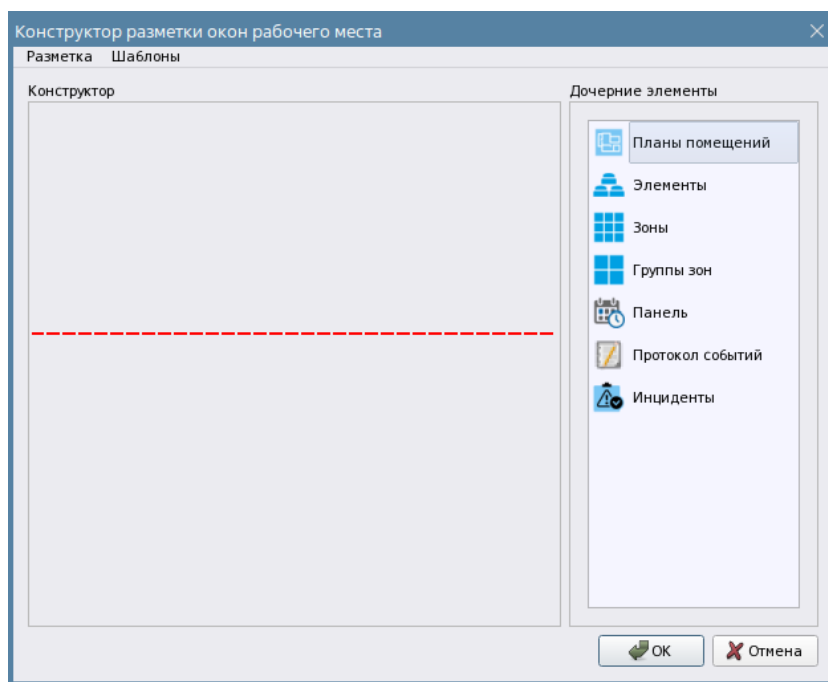 Конструктор разметки окон рабочего места
Разметка Шаблоны
Конструктор
Дочерние элементы
Планы помещений
Элементы
Зоны
Группы зон
Панель
Протокол событий
Инциденты
ОК
Отмена